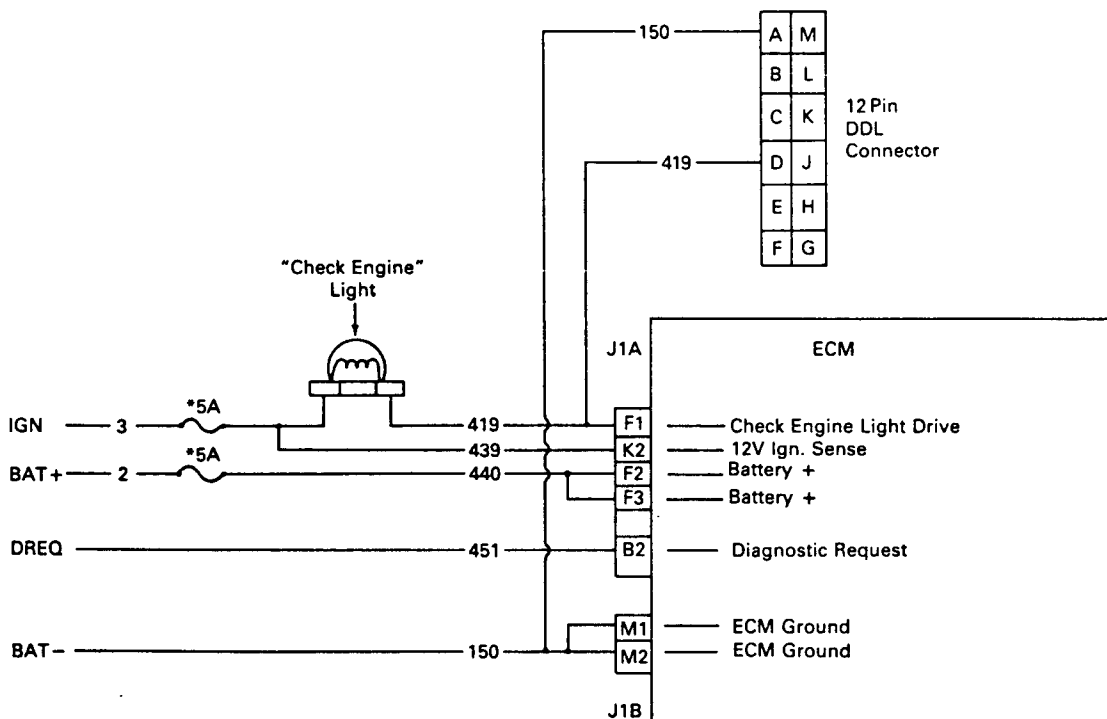 150 A M
B L
C K
12 Pin
DDL
Connector
419 D J
E H
F G
"Check Engine"
Light
J1A ECM
IGN 3 *5A 419 F1 Check Engine Light Drive
439 K2 12V Ign. Sense
BAT+ 2 *5A 440 F2 Battery +
F3 Battery +
DREQ 451 B2 Diagnostic Request
M1 ECM Ground
BAT− 150 M2 ECM Ground
J1B